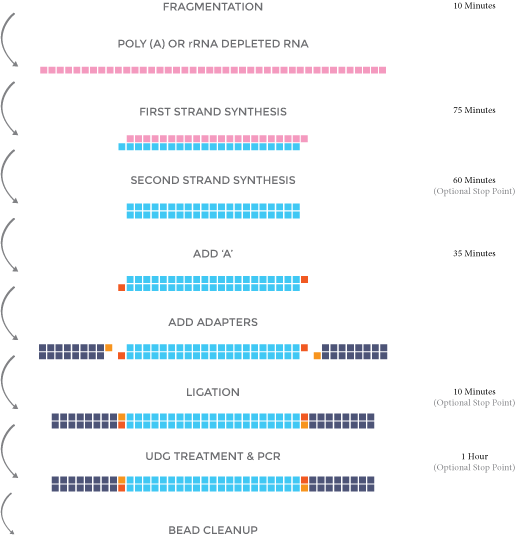 FRAGMENTATION
10 Minutes
POLY (A) OR rRNA DEPLETED RNA
FIRST STRAND SYNTHESIS
75 Minutes
SECOND STRAND SYNTHESIS
60 Minutes
(Optional Stop Point)
ADD ‘A’
35 Minutes
ADD ADAPTERS
LIGATION
10 Minutes
(Optional Stop Point)
UDG TREATMENT & PCR
1 Hour
(Optional Stop Point)
BEAD CLEANUP